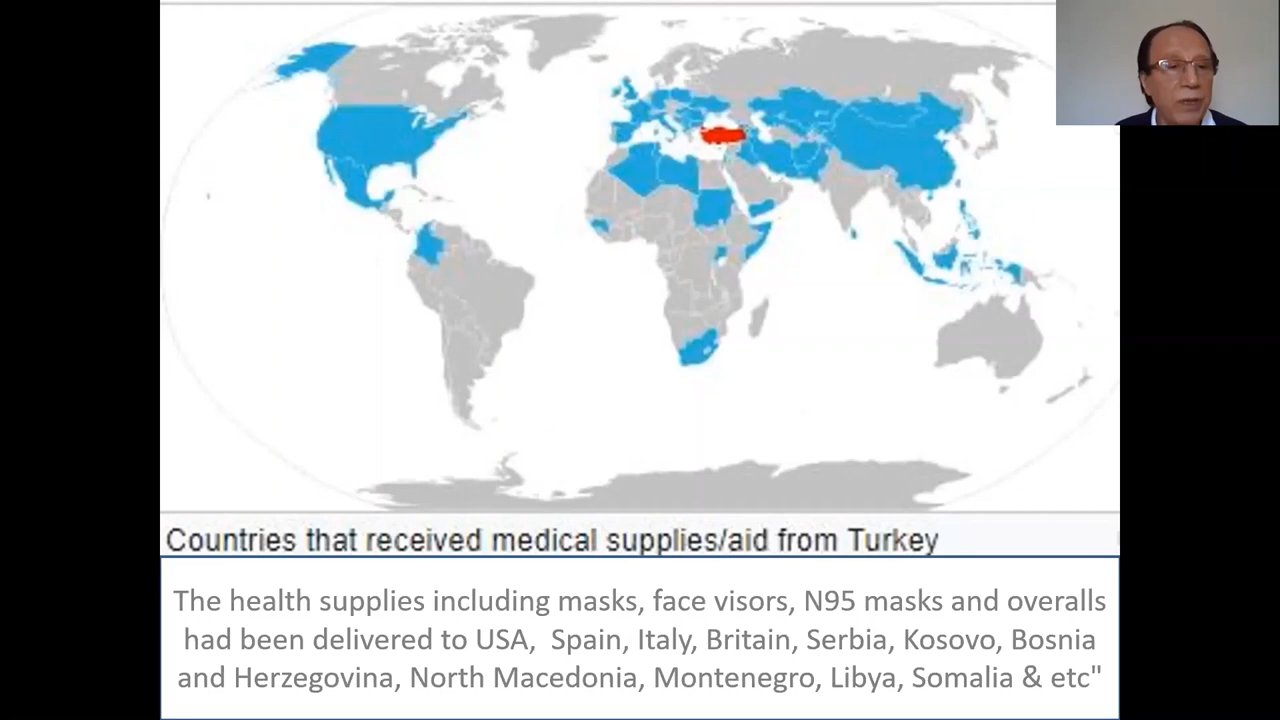 Countries that received medical supplies/aid from Turkey
The health supplies including masks, face visors, N95 masks and overalls
had been delivered to USA, Spain, Italy, Britain, Serbia, Kosovo, Bosnia
and Herzegovina, North Macedonia, Montenegro, Libya, Somalia & etc"